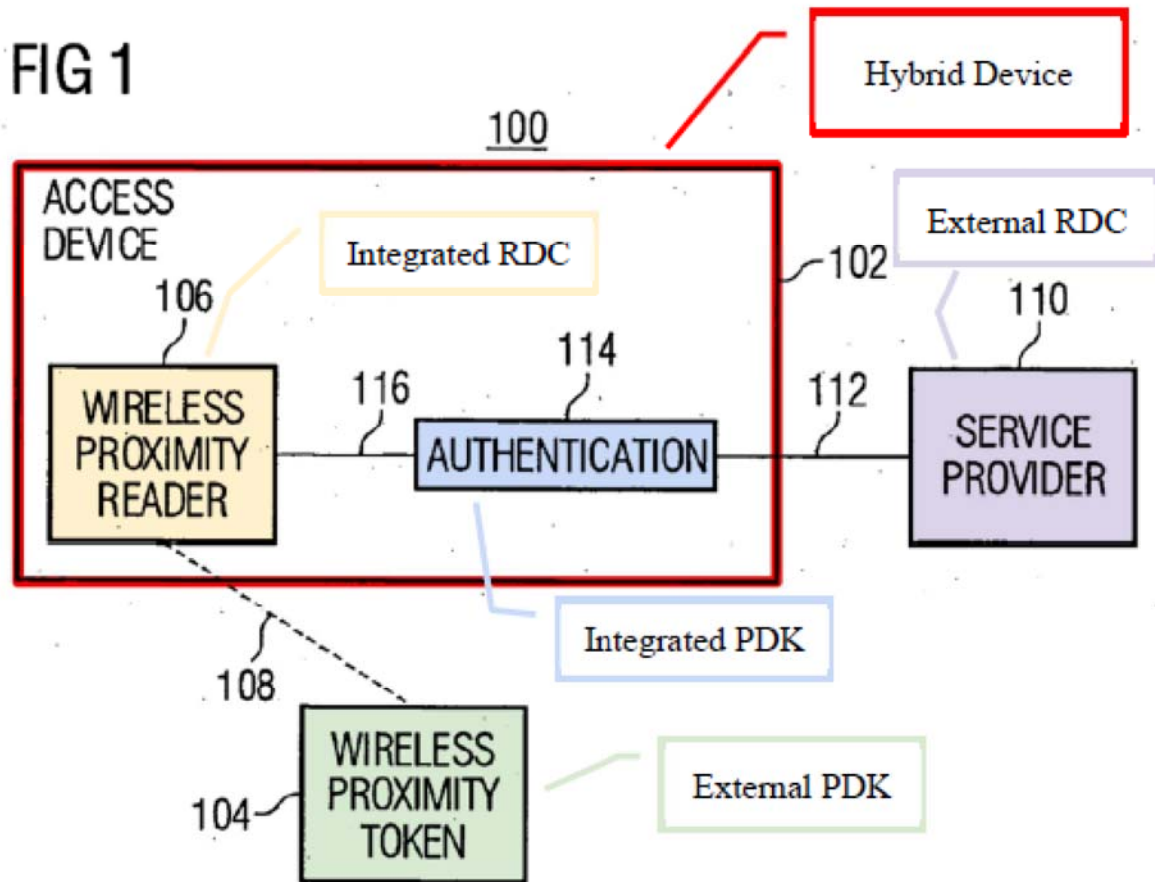 FIG 1
Hybrid Device
100
ACCESS
DEVICE
Integrated RDC
External RDC
102
106
114
110
WIRELESS
PROXIMITY
READER
116
AUTHENTICATION
112
SERVICE
PROVIDER
Integrated PDK
108
WIRELESS
PROXIMITY
TOKEN
104
External PDK